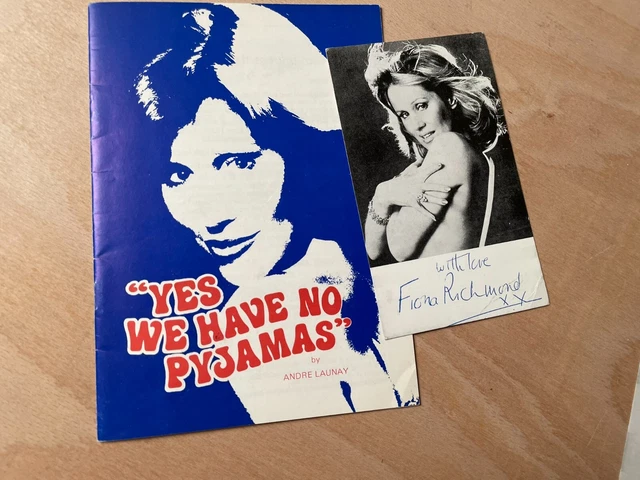 "YES
WE HAVE NO
PYJAMAS"
by
ANDRE LAUNAY
with love
Fiona Richmond
xx